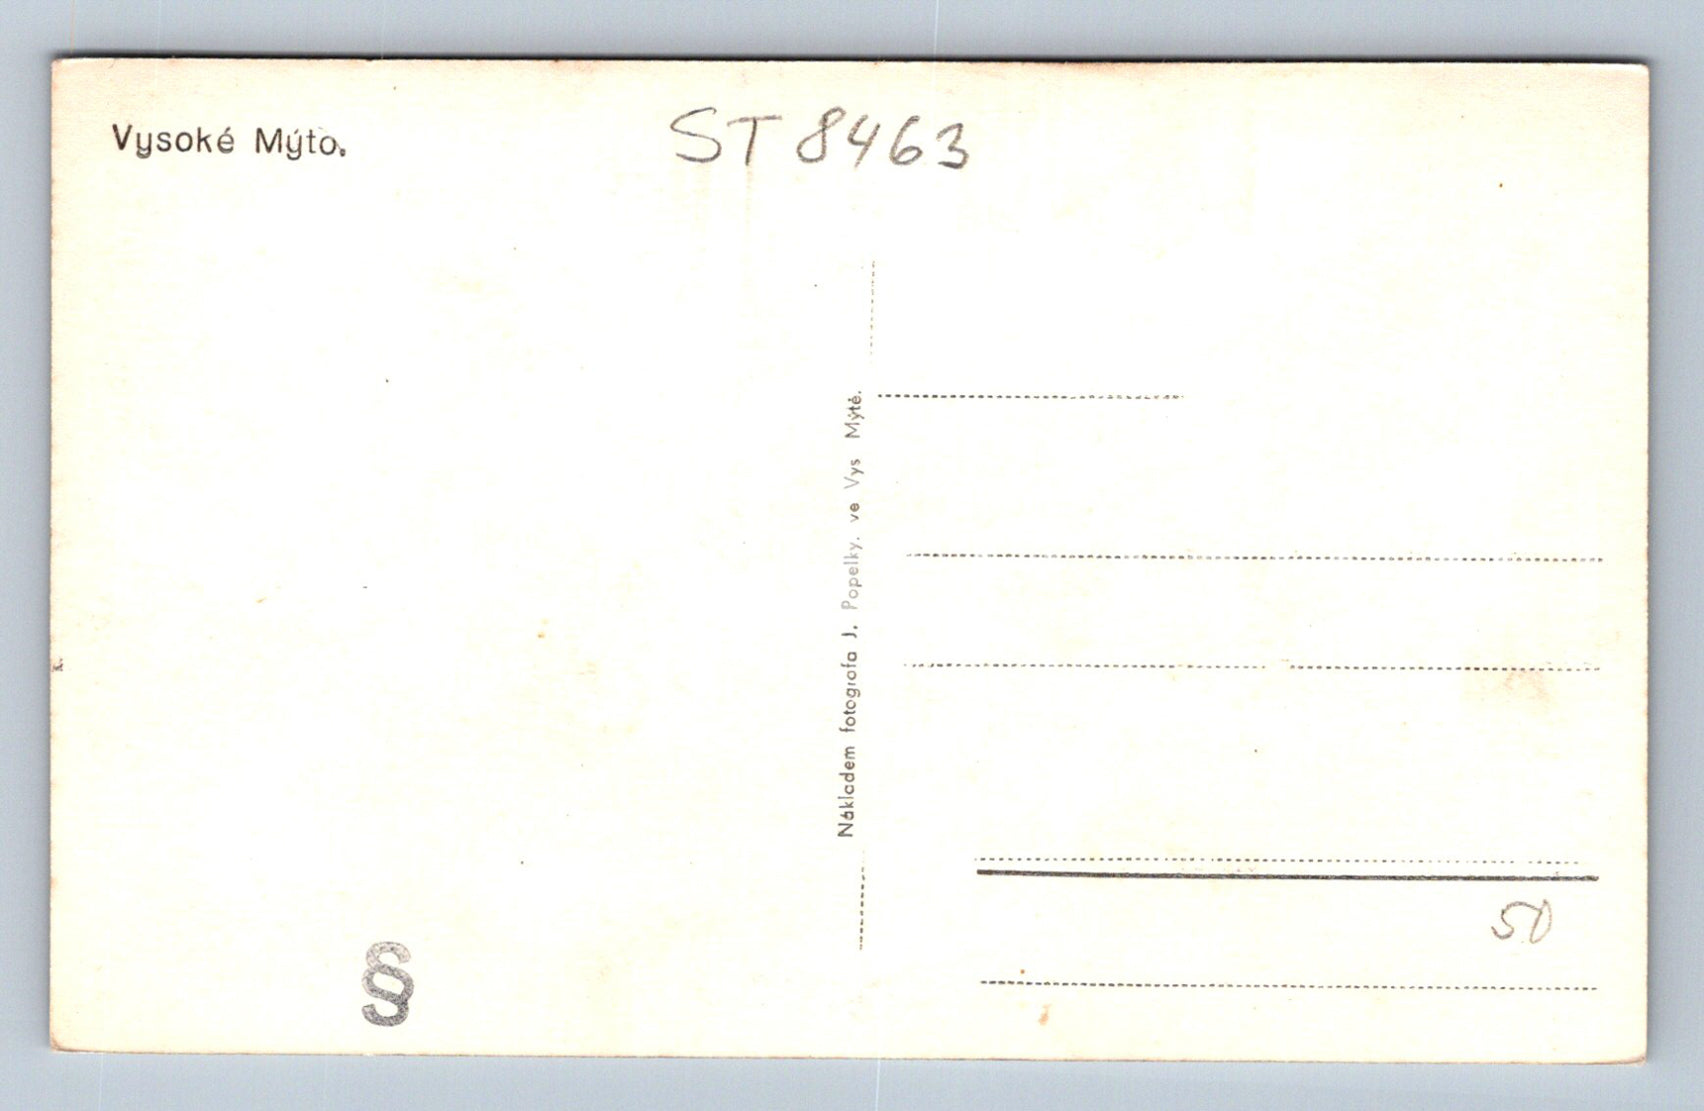 Vysoké Mýto.
ST 8463
Nákladem fotografa J. Popelky. ve Vys Mýtě.
50
§